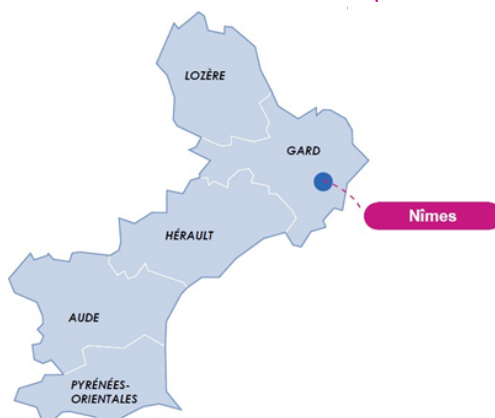 LOZÈRE
GARD
Nîmes
HÉRAULT
AUDE
PYRÉNÉES-
ORIENTALES